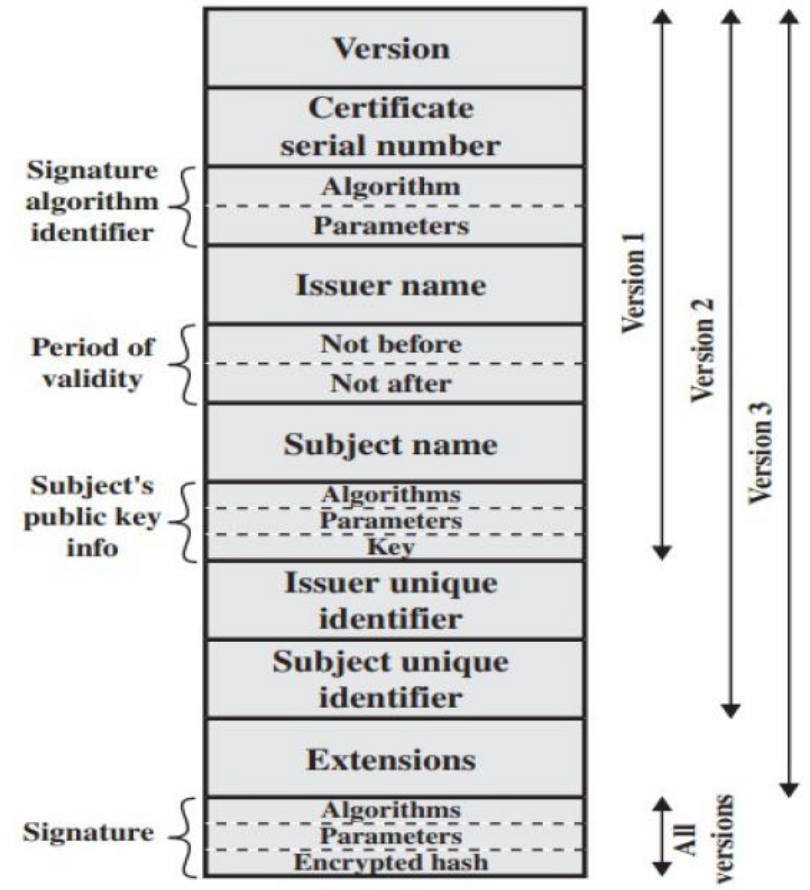 Version
Certificate
serial number
Signature
algorithm
identifier
Algorithm
Parameters
Issuer name
Period of
validity
Not before
Not after
Subject name
Subject's
public key
info
Algorithms
Parameters
Key
Issuer unique
identifier
Subject unique
identifier
Extensions
Signature
Algorithms
Parameters
Encrypted hash
Version 1
Version 2
Version 3
All
versions